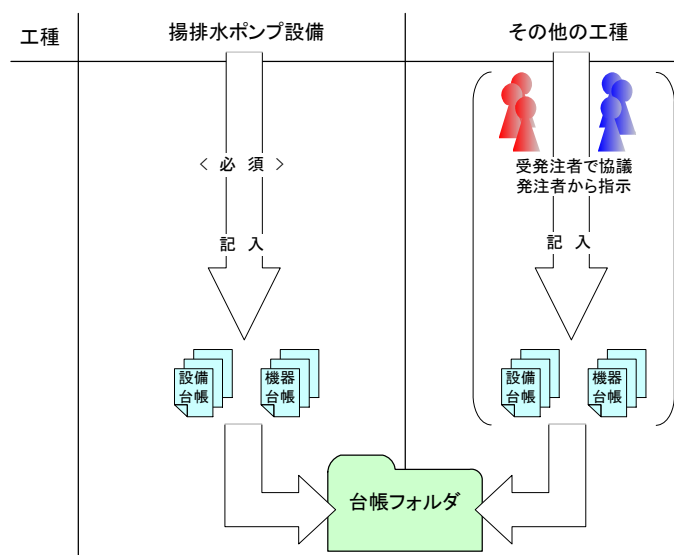 工種
揚排水ポンプ設備
その他の工種
＜ 必 須 ＞
受発注者で協議
発注者から指示
記 入
記 入
設備
台帳
機器
台帳
設備
台帳
機器
台帳
台帳フォルダ